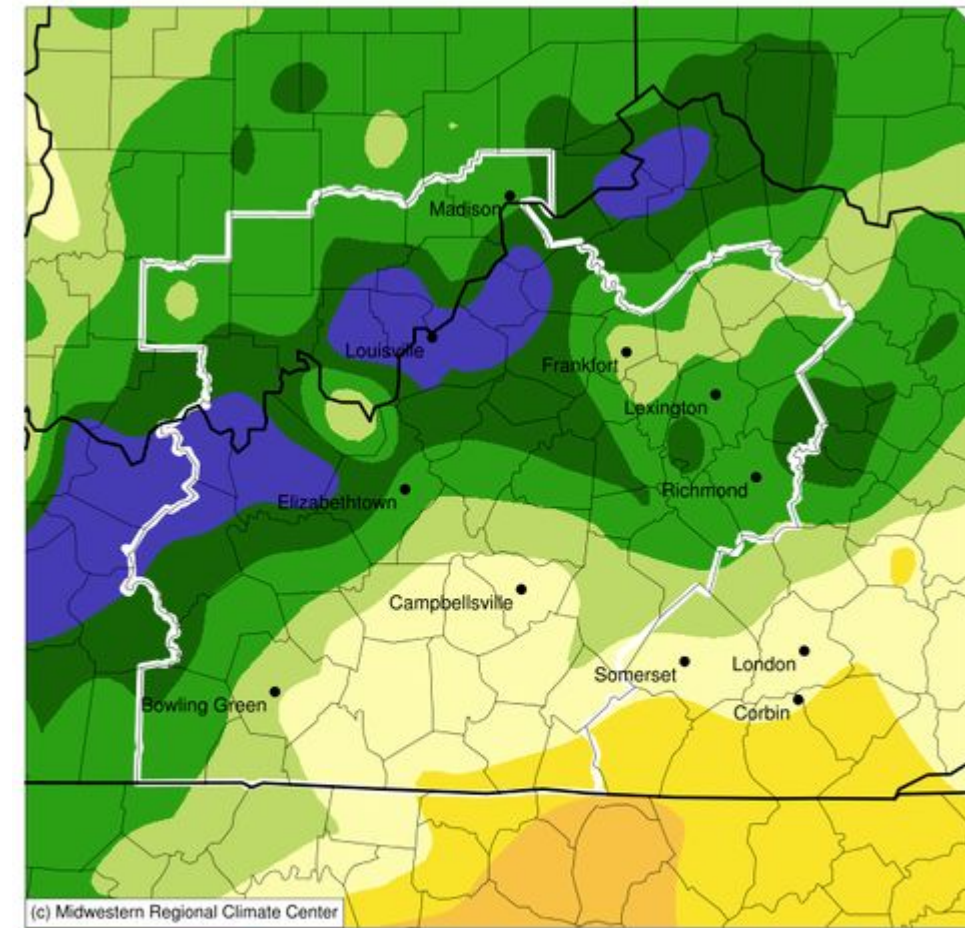 Madison
Louisville
Frankfort
Lexington
Elizabethtown
Richmond
Campbellsville
Somerset
London
Bowling Green
Corbin
(c) Midwestern Regional Climate Center